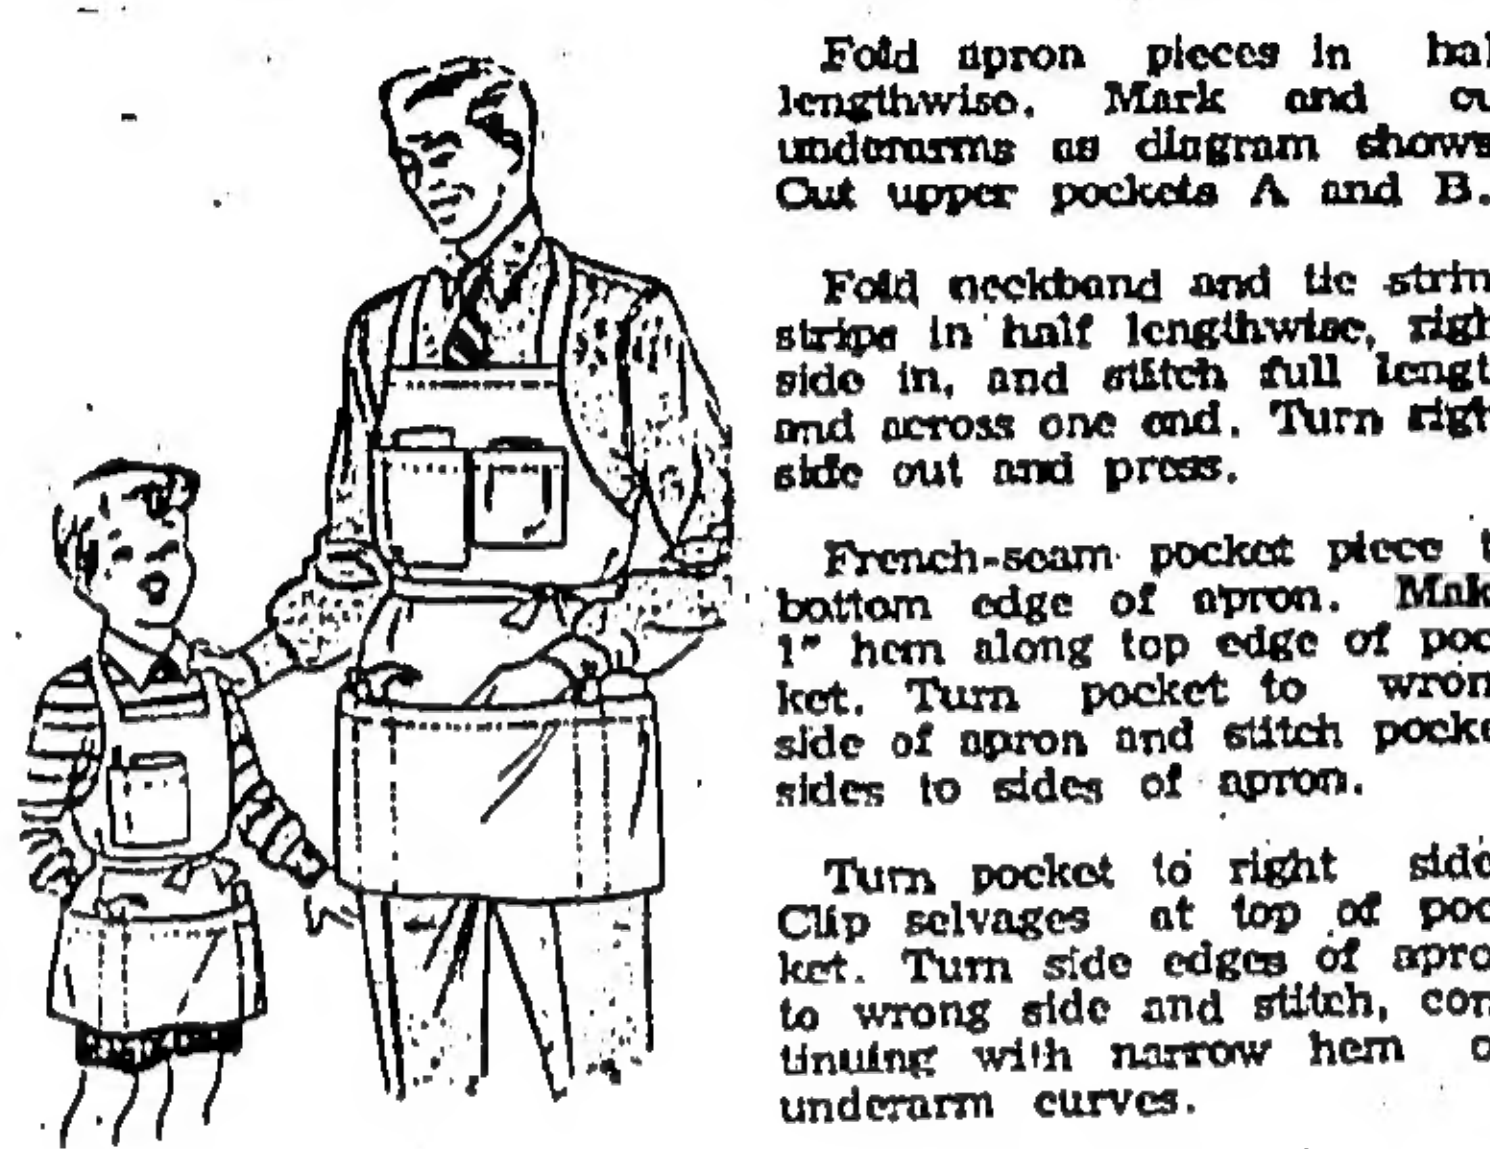 Fold apron pieces in hal
lengthwise. Mark and cu
underarms as diagram shows
Cut upper pockets A and B.
Fold neckband and tie strin
strips in half lengthwise, righ
side in, and stitch full lengt
and across one end. Turn righ
side out and press.
French-seam pocket piece t
bottom edge of apron. Mak
1" hem along top edge of poc
ket. Turn pocket to wron
side of apron and stitch pocke
sides to sides of apron.
Turn pocket to right side
Clip selvages at top of poc
ket. Turn side edges of apro
to wrong side and stitch, con
tinuing with narrow hem o
underarm curves.